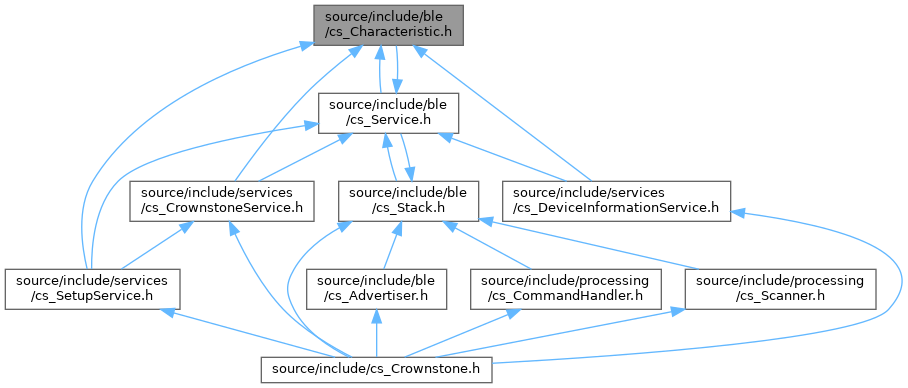 source/include/ble
/cs_Characteristic.h
source/include/ble
/cs_Service.h
source/include/services
/cs_CrownstoneService.h
source/include/ble
/cs_Stack.h
source/include/services
/cs_DeviceInformationService.h
source/include/services
/cs_SetupService.h
source/include/ble
/cs_Advertiser.h
source/include/processing
/cs_CommandHandler.h
source/include/processing
/cs_Scanner.h
source/include/cs_Crownstone.h